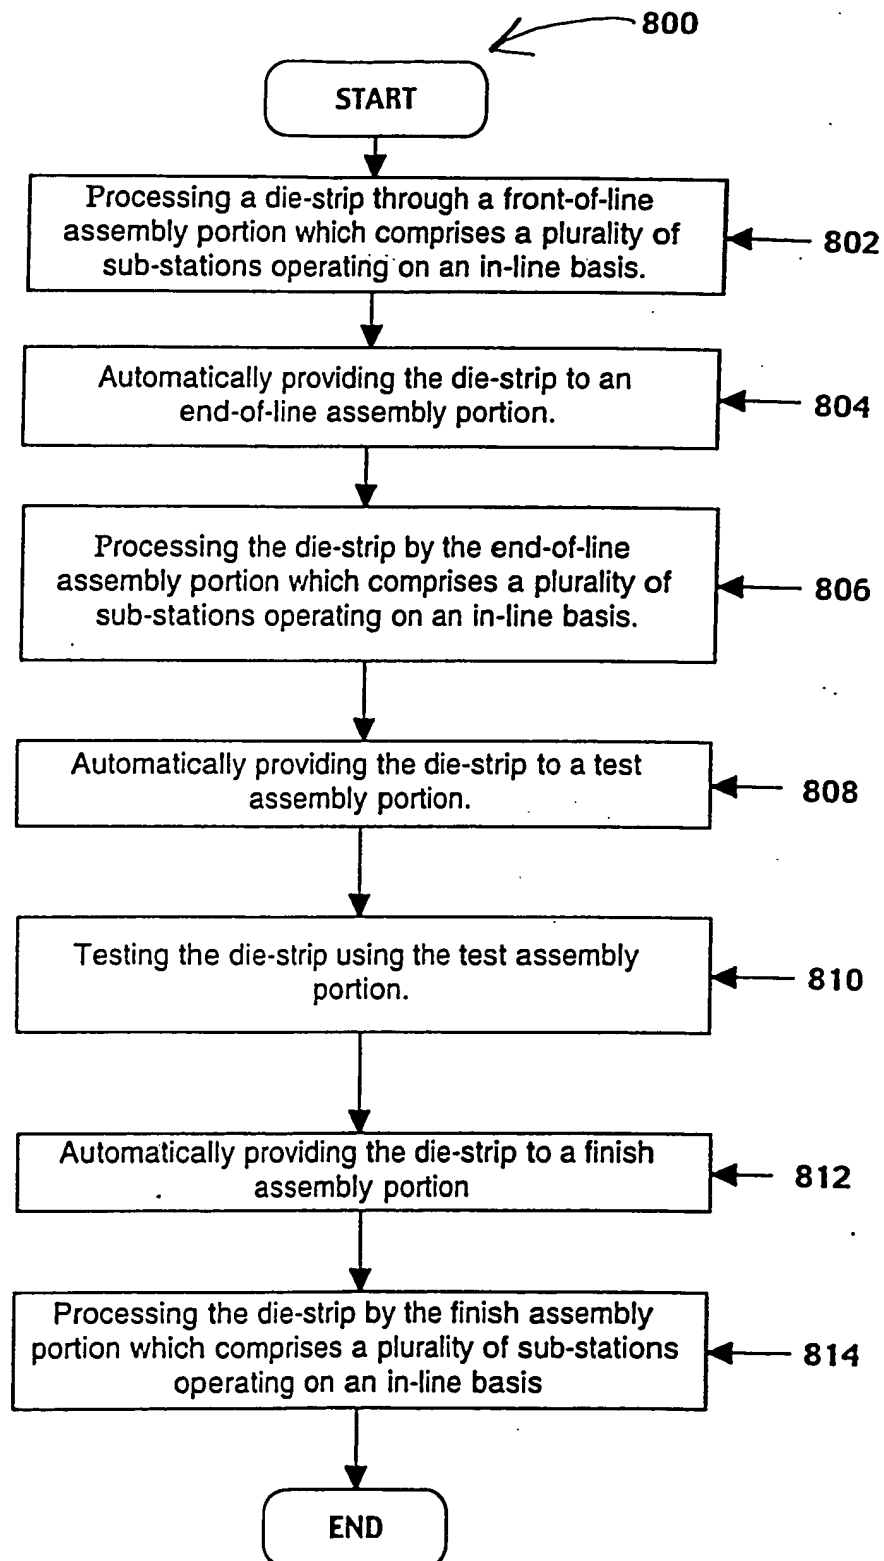 800
START
Processing a die-strip through a front-of-line
assembly portion which comprises a plurality of
sub-stations operating on an in-line basis.
802
Automatically providing the die-strip to an
end-of-line assembly portion.
804
Processing the die-strip by the end-of-line
assembly portion which comprises a plurality of
sub-stations operating on an in-line basis.
806
Automatically providing the die-strip to a test
assembly portion.
808
Testing the die-strip using the test assembly
portion.
810
Automatically providing the die-strip to a finish
assembly portion
812
Processing the die-strip by the finish assembly
portion which comprises a plurality of sub-stations
operating on an in-line basis
814
END